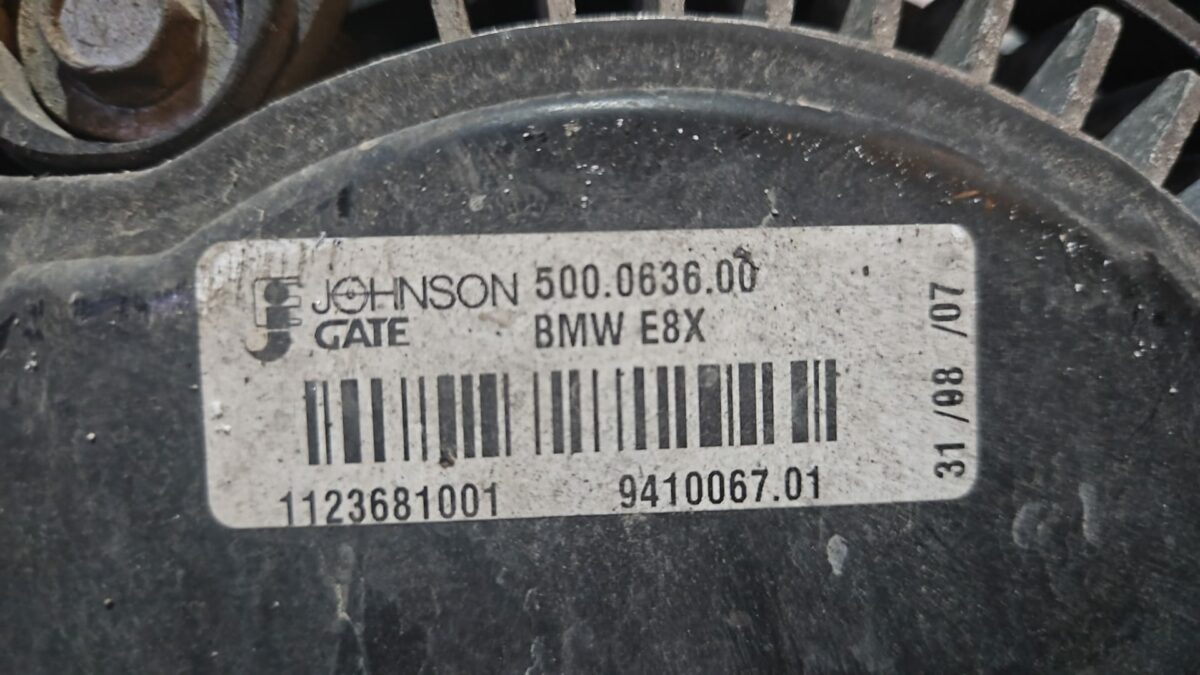 JOHNSON 500.0636.00
GATE BMW E8X
1123681001 9410067.01
31 /08 /07